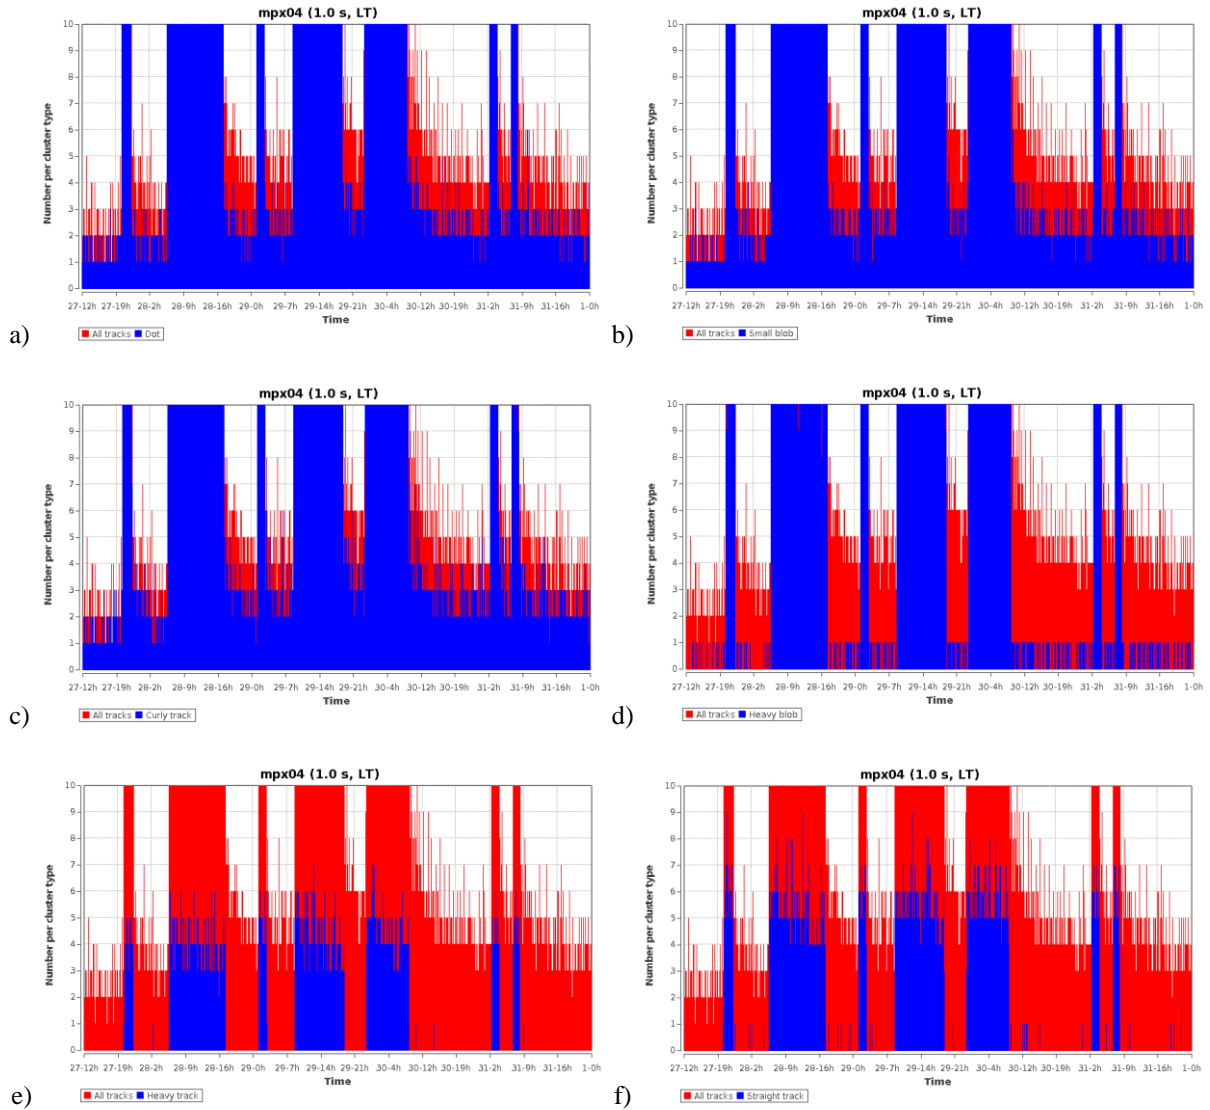 mpx04 (1.0 s, LT)
Number per cluster type
10
9
8
7
6
5
4
3
2
1
0
27-12h 27-19h 28-2h 28-9h 28-16h 29-0h 29-7h 29-14h 29-21h 30-4h 30-12h 30-19h 31-2h 31-9h 31-16h 1-0h
Time
All tracks Dot
a)
mpx04 (1.0 s, LT)
Number per cluster type
10
9
8
7
6
5
4
3
2
1
0
27-12h 27-19h 28-2h 28-9h 28-16h 29-0h 29-7h 29-14h 29-21h 30-4h 30-12h 30-19h 31-2h 31-9h 31-16h 1-0h
Time
All tracks Small blob
b)
mpx04 (1.0 s, LT)
Number per cluster type
10
9
8
7
6
5
4
3
2
1
0
27-12h 27-19h 28-2h 28-9h 28-16h 29-0h 29-7h 29-14h 29-21h 30-4h 30-12h 30-19h 31-2h 31-9h 31-16h 1-0h
Time
All tracks Curly track
c)
mpx04 (1.0 s, LT)
Number per cluster type
10
9
8
7
6
5
4
3
2
1
0
27-12h 27-19h 28-2h 28-9h 28-16h 29-0h 29-7h 29-14h 29-21h 30-4h 30-12h 30-19h 31-2h 31-9h 31-16h 1-0h
Time
All tracks Heavy blob
d)
mpx04 (1.0 s, LT)
Number per cluster type
10
9
8
7
6
5
4
3
2
1
0
27-12h 27-19h 28-2h 28-9h 28-16h 29-0h 29-7h 29-14h 29-21h 30-4h 30-12h 30-19h 31-2h 31-9h 31-16h 1-0h
Time
All tracks Heavy track
e)
mpx04 (1.0 s, LT)
Number per cluster type
10
9
8
7
6
5
4
3
2
1
0
27-12h 27-19h 28-2h 28-9h 28-16h 29-0h 29-7h 29-14h 29-21h 30-4h 30-12h 30-19h 31-2h 31-9h 31-16h 1-0h
Time
All tracks Straight track
f)